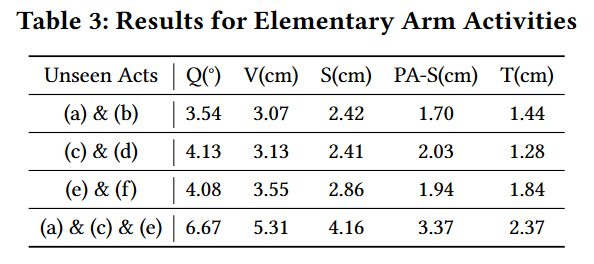 Table 3: Results for Elementary Arm Activities
Unseen Acts Q(°) V(cm) S(cm) PA-S(cm) T(cm)
(a) & (b) 3.54 3.07 2.42 1.70 1.44
(c) & (d) 4.13 3.13 2.41 2.03 1.28
(e) & (f) 4.08 3.55 2.86 1.94 1.84
(a) & (c) & (e) 6.67 5.31 4.16 3.37 2.37